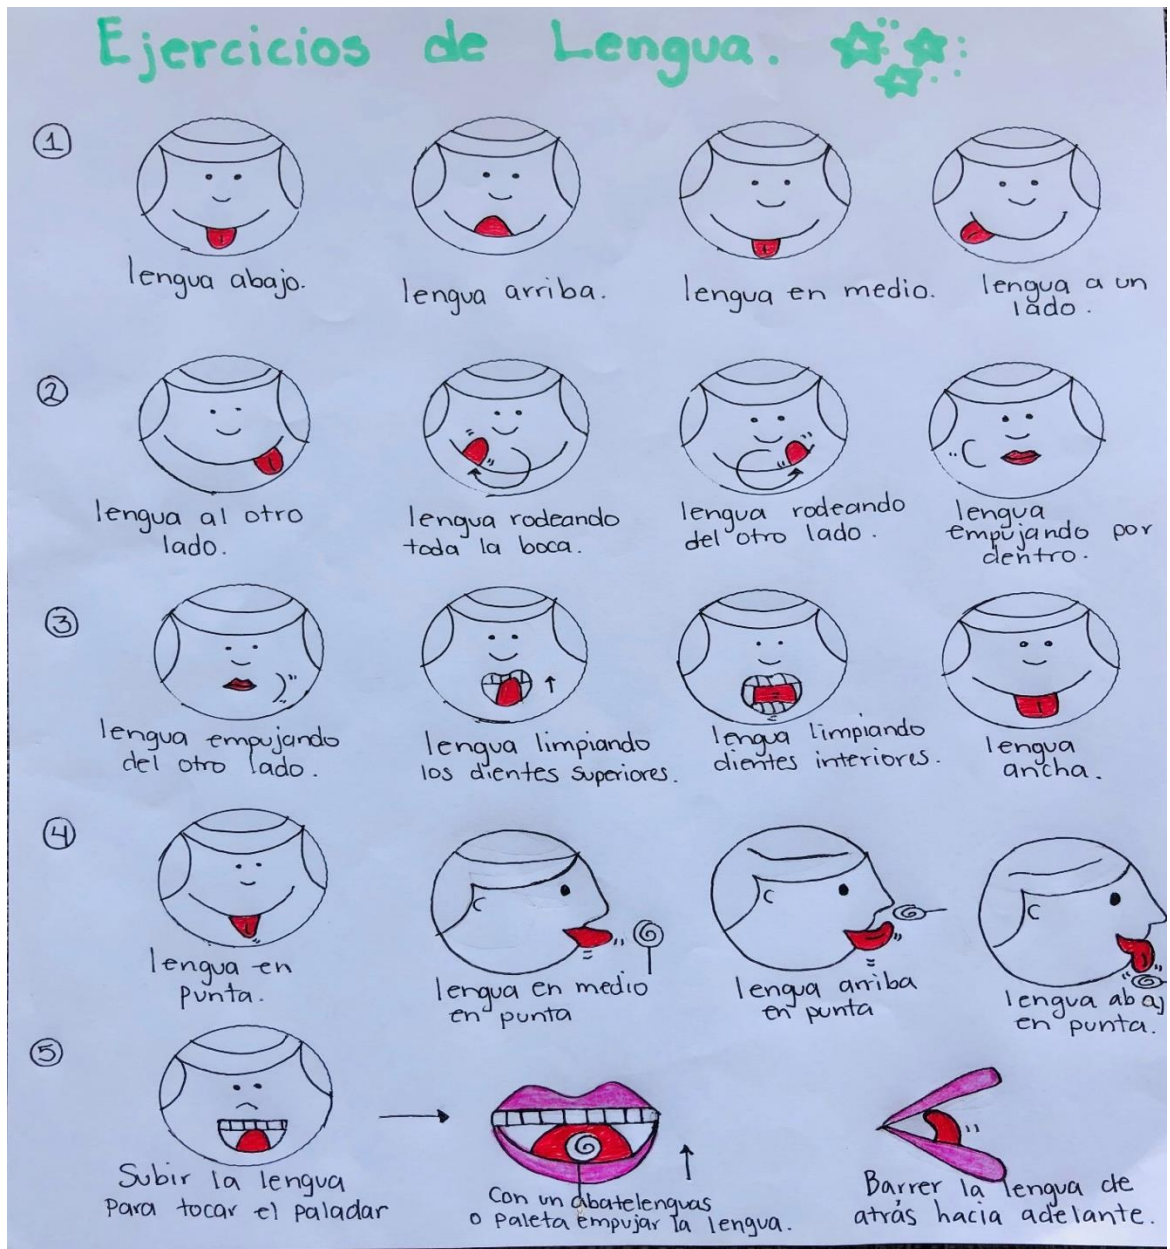 Ejercicios de Lengua.
1
lengua abajo.
lengua arriba.
lengua en medio.
lengua a un
lado.
2
lengua al otro
lado.
lengua rodeando
toda la boca.
lengua rodeando
del otro lado.
lengua
empujando por
dentro.
3
lengua empujando
del otro lado.
lengua limpiando
los dientes superiores.
lengua limpiando
dientes interiores.
lengua
ancha.
4
lengua en
punta.
lengua en medio
en punta
lengua arriba
en punta
lengua abaj
en punta.
5
Subir la lengua
para tocar el paladar
Con un abatelenguas
o paleta empujar la lengua.
Barrer la lengua de
atrás hacia adelante.